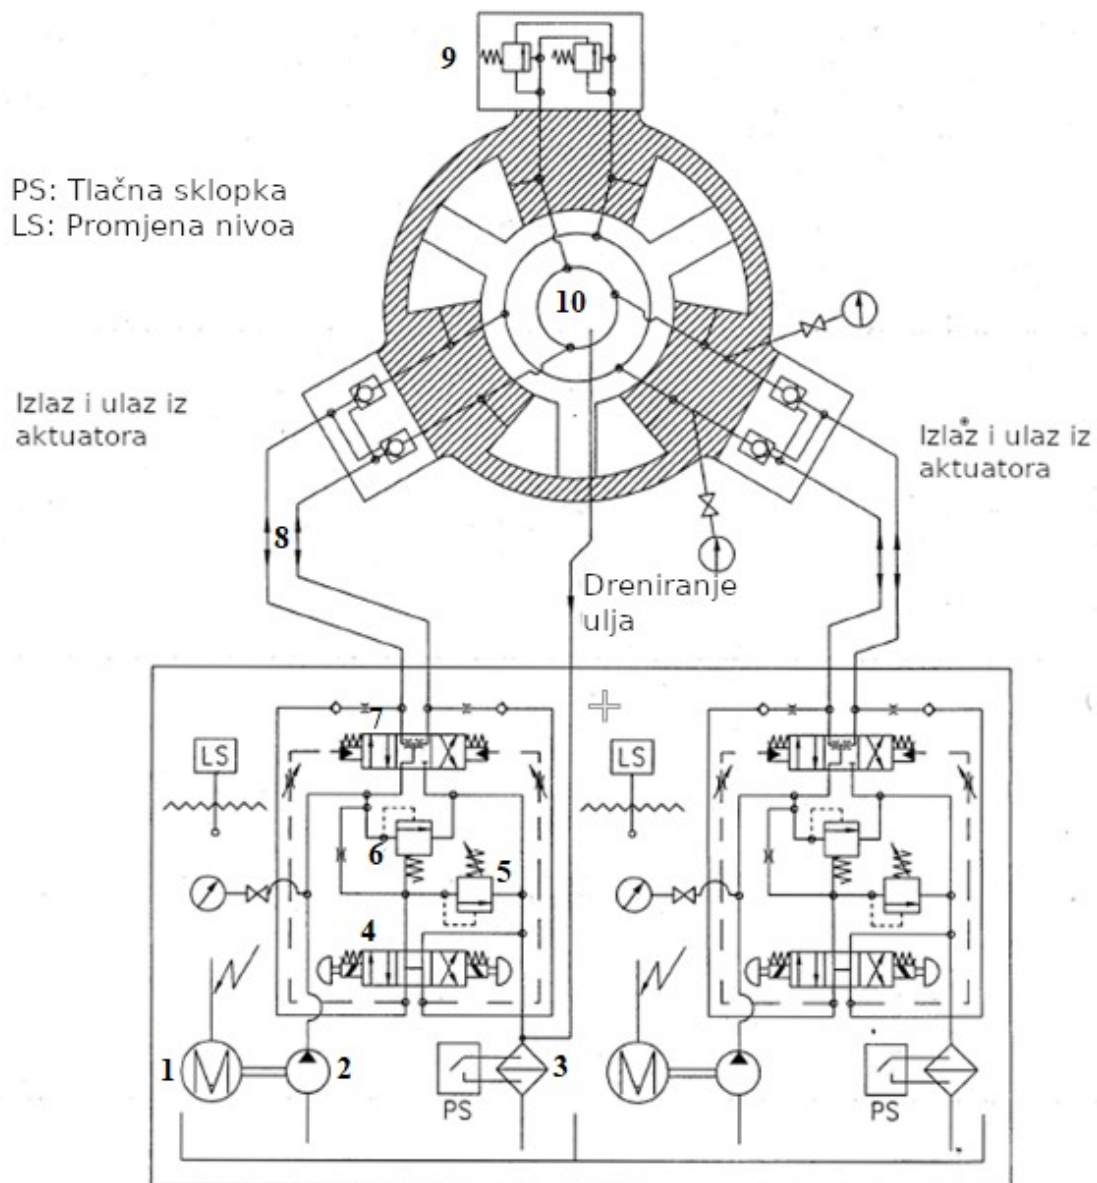 9
PS: Tlačna sklopka
LS: Promjena nivoa
10
Izlaz i ulaz iz
aktuatora
Izlaz i ulaz iz
aktuatora
8
Dreniranje
ulja
7
LS
LS
6
5
4
1
M
2
3
M
PS
PS